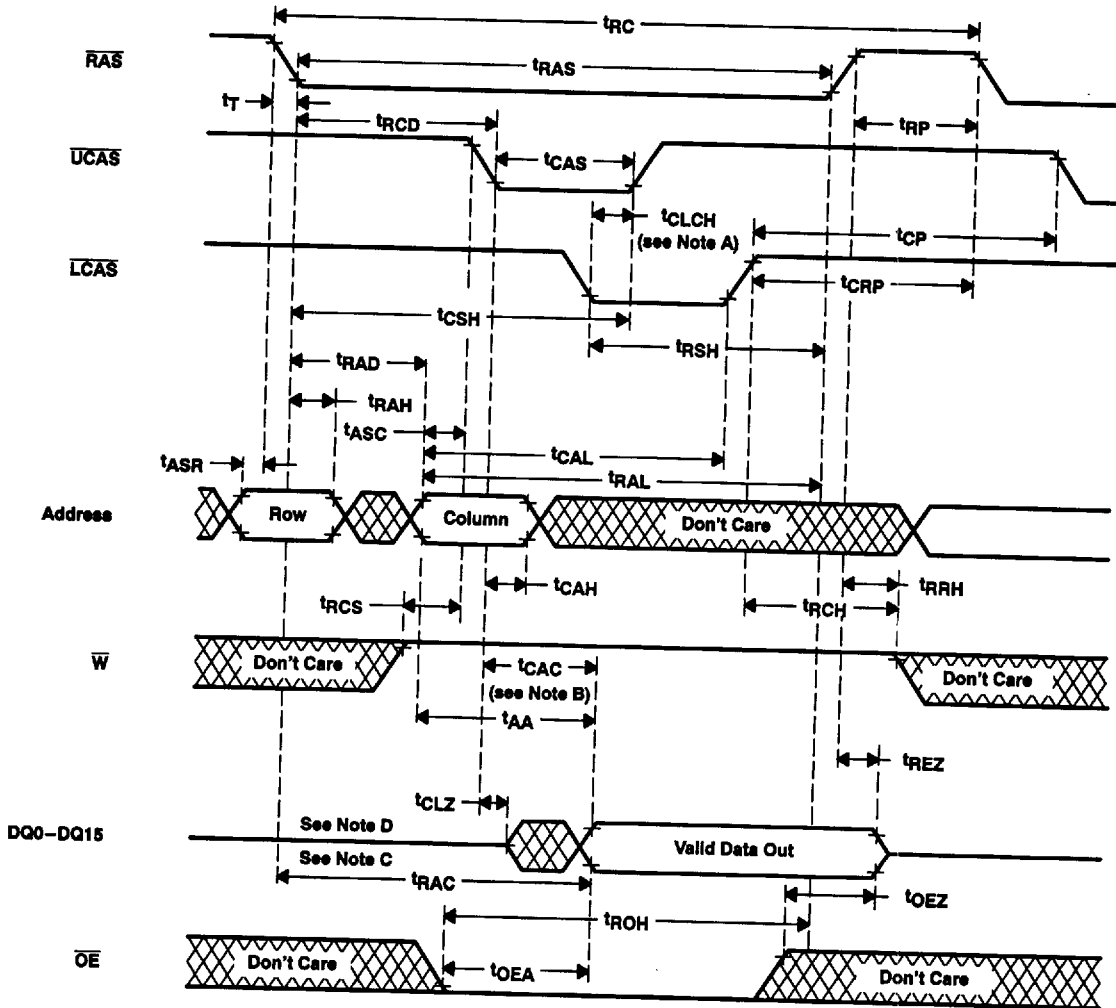 tRC
RAS
tRAS
tT
tRCD
tRP
UCAS
tCAS
tCLCH
(see Note A)
tCP
LCAS
tCRP
tCSH
tRSH
tRAD
tRAH
tASC
tCAL
tASR
tRAL
Address
Row
Column
Don't Care
tCAH
tRRH
tRCS
tRCH
W
Don't Care
tCAC
(see Note B)
Don't Care
tAA
tREZ
tCLZ
DQ0–DQ15
See Note D
Valid Data Out
See Note C
tRAC
tOEZ
tROH
OE
Don't Care
tOEA
Don't Care